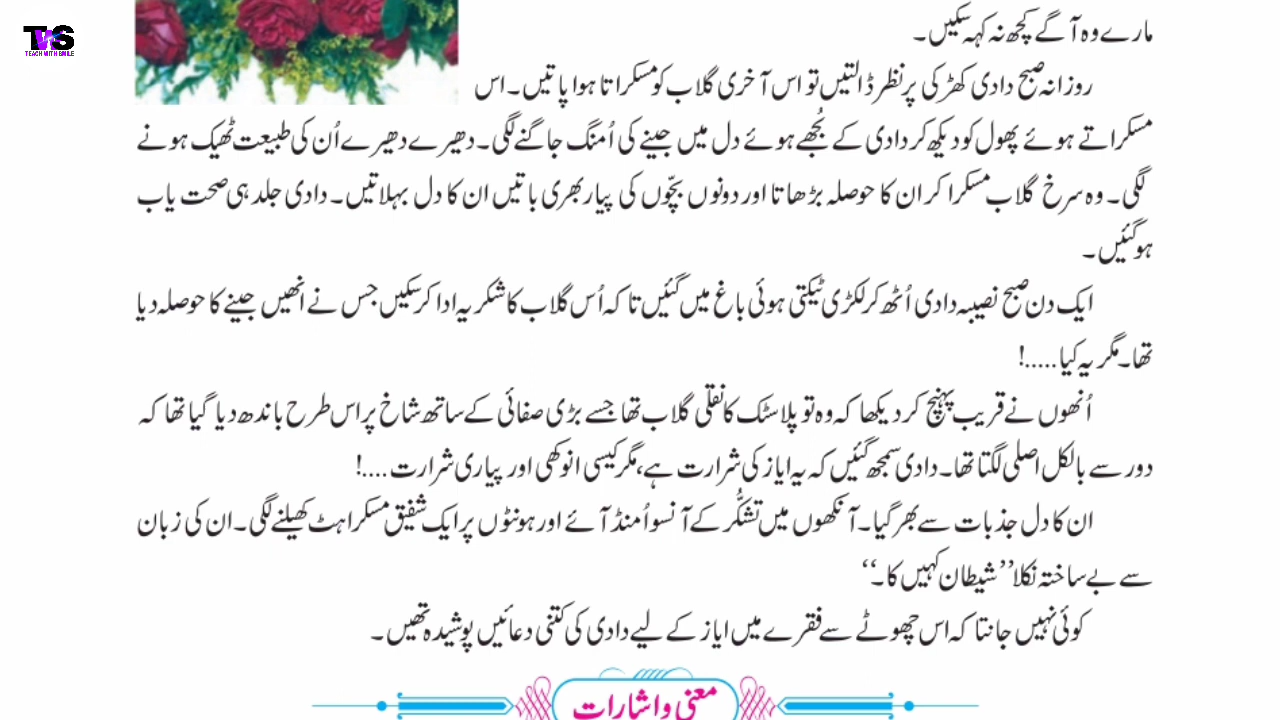 TWS
TEACH WITH SMILE
مارے وہ آگے کچھ نہ کہہ سکیں۔
روزانہ صبح دادی کھڑکی پر نظر ڈالتیں تو اس آخری گلاب کو مسکراتا ہوا پاتیں۔ اس
مسکراتے ہوئے پھول کو دیکھ کر دادی کے بُجھے ہوئے دل میں جینے کی اُمنگ جاگنے لگی۔ دھیرے دھیرے اُن کی طبیعت ٹھیک ہونے
لگی۔ وہ سرخ گلاب مسکرا کر ان کا حوصلہ بڑھاتا اور دونوں بچّوں کی پیار بھری باتیں ان کا دل بہلاتیں۔ دادی جلد ہی صحت یاب
ہوگئیں۔
ایک دن صبح نصیبہ دادی اُٹھ کر لکڑی ٹیکتی ہوئی باغ میں گئیں تاکہ اُس گلاب کا شکریہ ادا کرسکیں جس نے انھیں جینے کا حوصلہ دیا
تھا۔ مگر یہ کیا.....!
اُنھوں نے قریب پہنچ کر دیکھا کہ وہ تو پلاسٹک کا نقلی گلاب تھا جسے بڑی صفائی کے ساتھ شاخ پر اس طرح باندھ دیا گیا تھا کہ
دور سے بالکل اصلی لگتا تھا۔ دادی سمجھ گئیں کہ یہ ایاز کی شرارت ہے، مگر کیسی انوکھی اور پیاری شرارت....!
ان کا دل جذبات سے بھر گیا۔ آنکھوں میں تشکُّر کے آنسو اُمنڈ آئے اور ہونٹوں پر ایک شفیق مسکراہٹ کھیلنے لگی۔ ان کی زبان
سے بے ساختہ نکلا ’’شیطان کہیں کا۔‘‘
کوئی نہیں جانتا کہ اس چھوٹے سے فقرے میں ایاز کے لیے دادی کی کتنی دعائیں پوشیدہ تھیں۔
معنی و اشارات